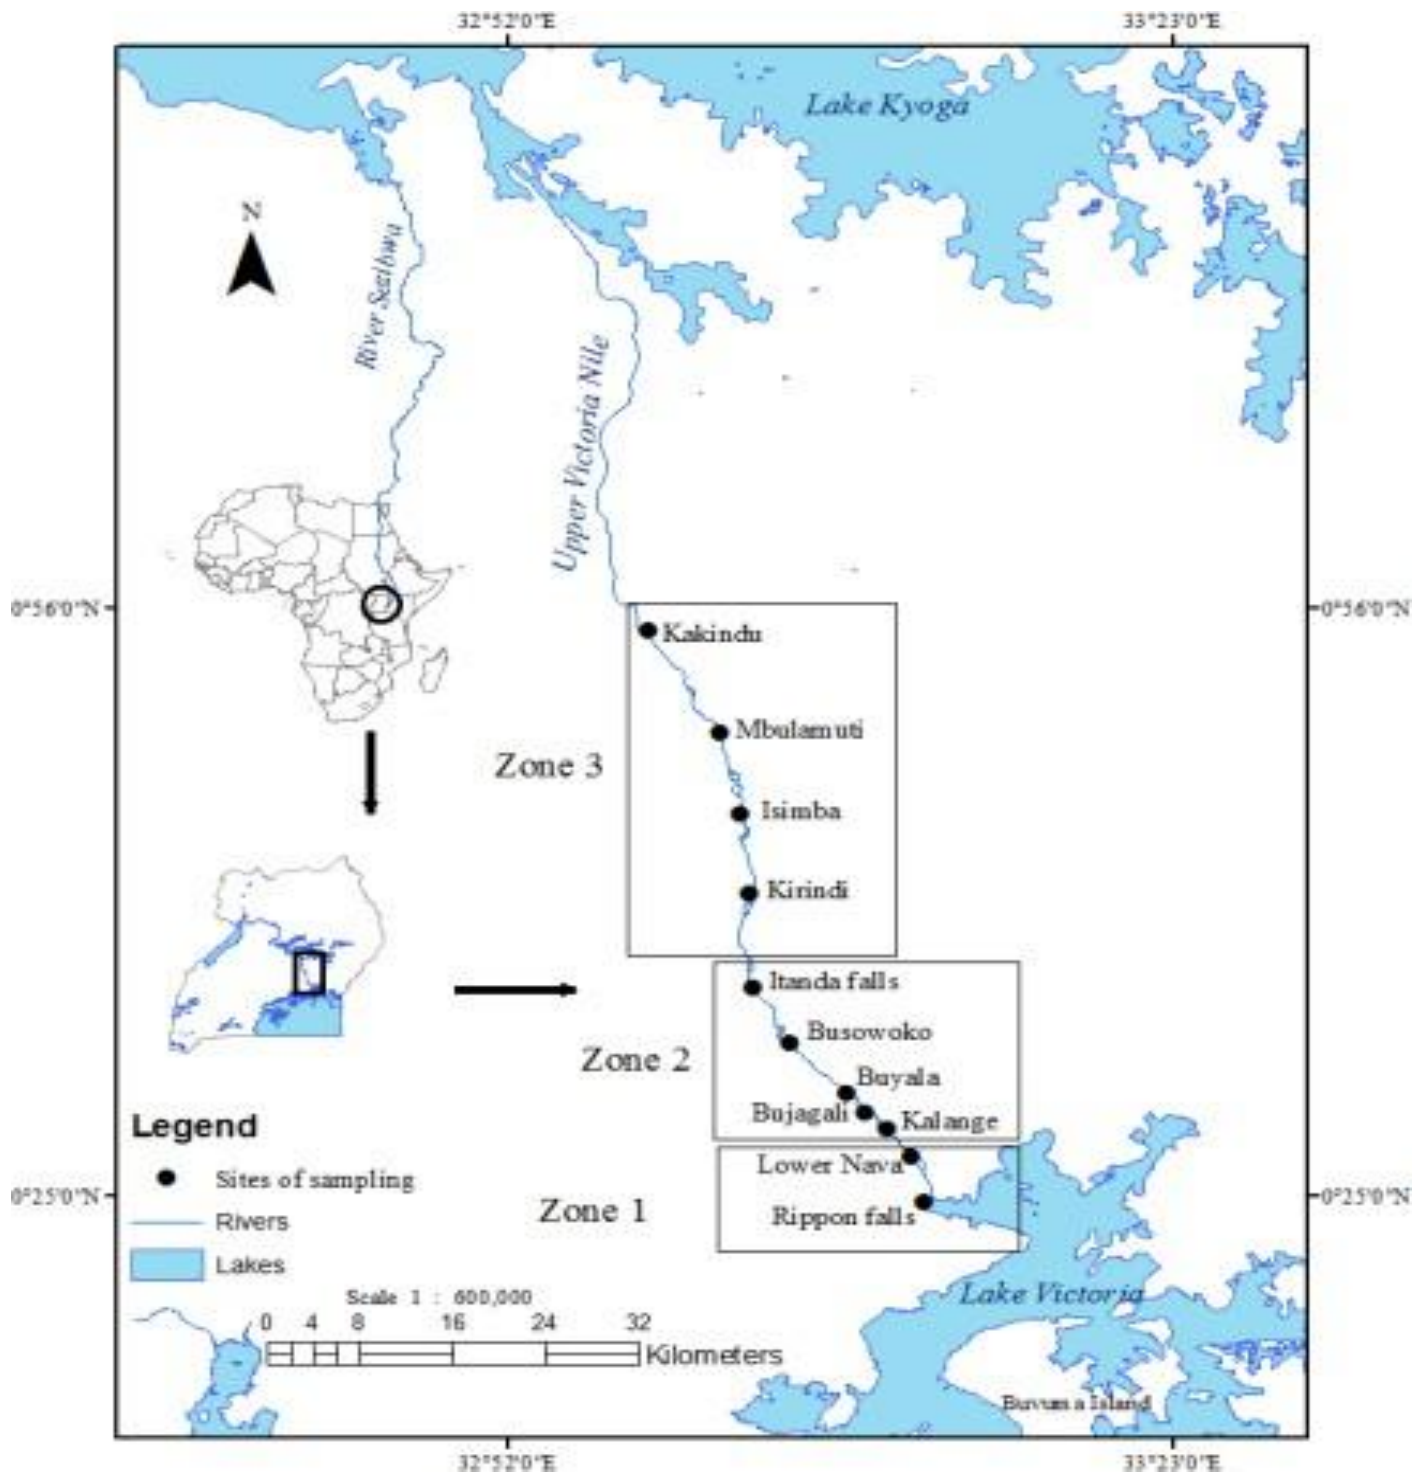 32°52'0"E 33°23'0"E
Lake Kyoga
N
River Sezibwa
Upper Victoria Nile
0°56'0"N 0°56'0"N
Kakindu
Mbulamuti
Zone 3
Isimba
Kirindi
Itanda falls
Busowoko
Zone 2
Buyala
Bujagali
Kalange
Legend
Lower Nava
Sites of sampling
0°25'0"N 0°25'0"N
Zone 1
Rippon falls
Rivers
Lakes
Lake Victoria
Scale 1 : 600,000
0 4 8 16 24 32
Kilometers
Buvuma Island
32°52'0"E 33°23'0"E